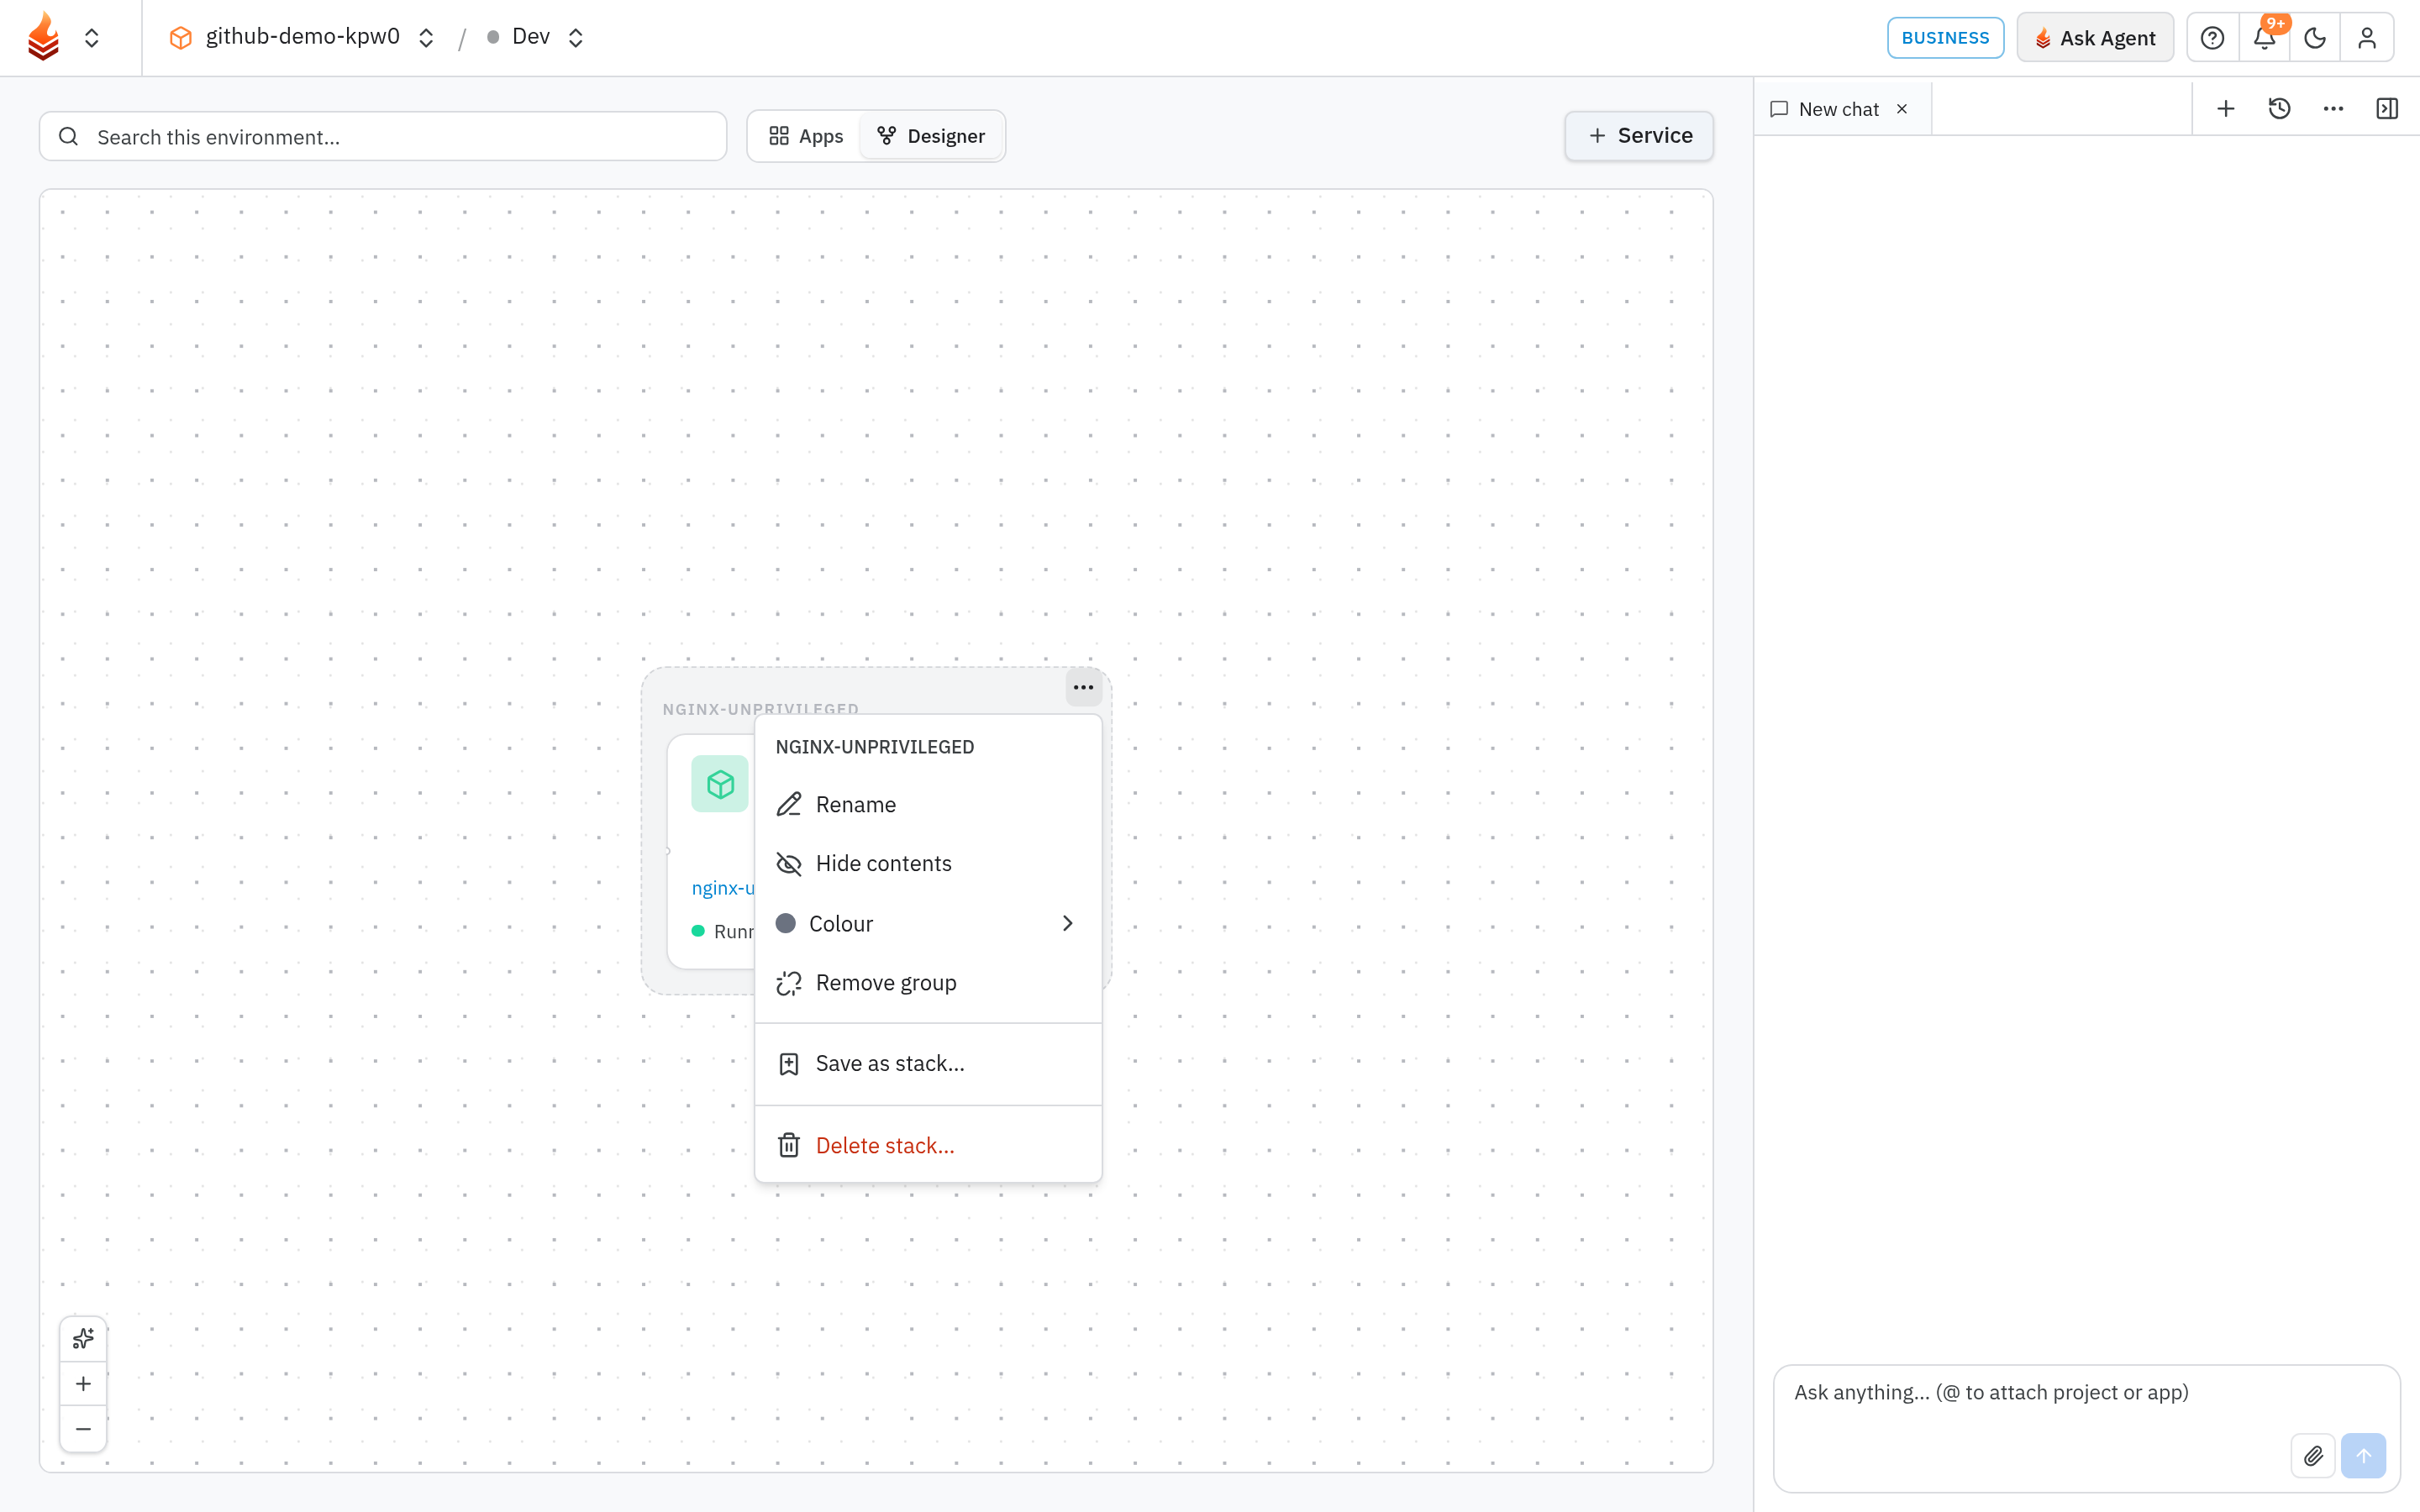 github-demo-kpw0 / Dev
BUSINESS
Ask Agent
9+
Search this environment...
Apps
Designer
+ Service
New chat
NGINX-UNPRIVILEGED
NGINX-UNPRIVILEGED
Rename
Hide contents
nginx-u
Colour
Runn
Remove group
Save as stack...
Delete stack...
Ask anything... (@ to attach project or app)